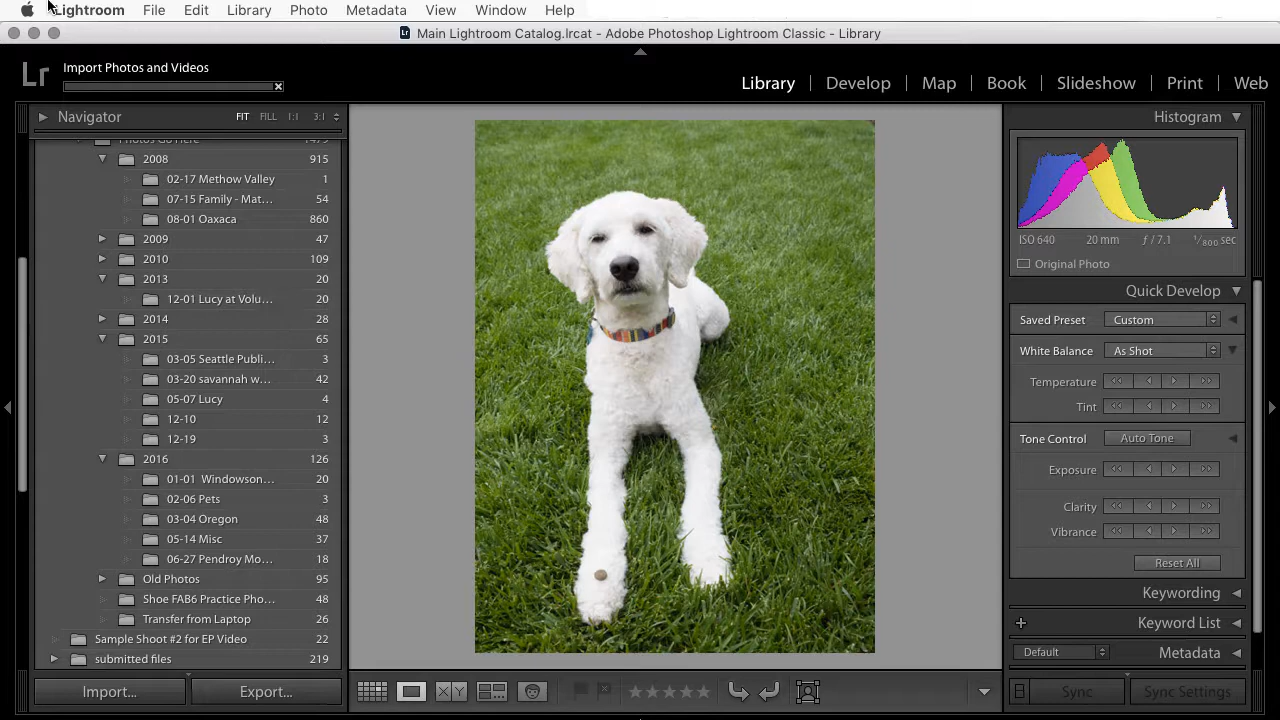 Lightroom File Edit Library Photo Metadata View Window Help
Lr Main Lightroom Catalog.lrcat - Adobe Photoshop Lightroom Classic - Library
Lr Import Photos and Videos
Library Develop Map Book Slideshow Print Web
Navigator FIT FILL 1:1 3:1
Photos Go Here 1475
2008 915
02-17 Methow Valley 1
07-15 Family - Mat... 54
08-01 Oaxaca 860
2009 47
2010 109
2013 20
12-01 Lucy at Volu... 20
2014 28
2015 65
03-05 Seattle Publi... 3
03-20 savannah w... 42
05-07 Lucy 4
12-10 12
12-19 3
2016 126
01-01 Windowson... 20
02-06 Pets 3
03-04 Oregon 48
05-14 Misc 37
06-27 Pendroy Mo... 18
Old Photos 95
Shoe FAB6 Practice Pho... 48
Transfer from Laptop 26
Sample Shoot #2 for EP Video 22
submitted files 219
Import... Export...
XY
Histogram
ISO 640 20 mm ƒ / 7.1 1/800 sec
Original Photo
Quick Develop
Saved Preset Custom
White Balance As Shot
Temperature
Tint
Tone Control Auto Tone
Exposure
Clarity
Vibrance
Reset All
Keywording
Keyword List
Default Metadata
Sync Sync Settings